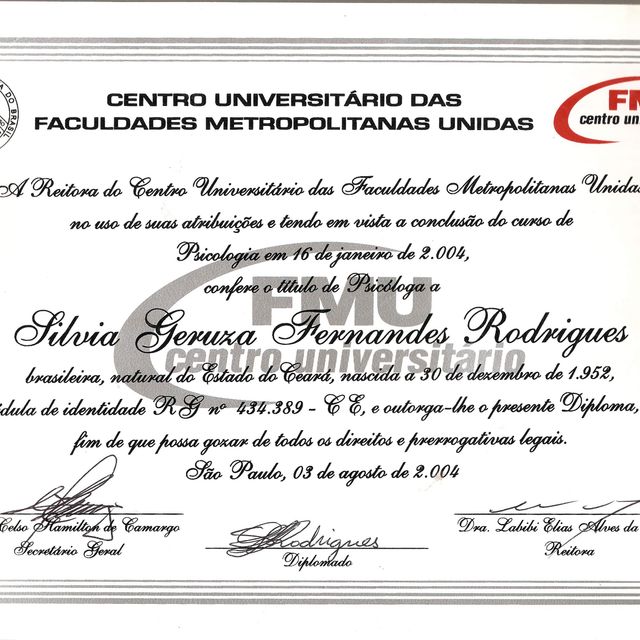 CENTRO UNIVERSITÁRIO DAS
FACULDADES METROPOLITANAS UNIDAS
DO BRASIL
FM
centro un
A Reitora do Centro Universitário das Faculdades Metropolitanas Unidas
no uso de suas atribuições e tendo em vista a conclusão do curso de
Psicologia em 16 de janeiro de 2.004,
confere o título de Psicóloga a
FMU
centro universitário
Silvia Geruza Fernandes Rodrigues
brasileira, natural do Estado do Ceará, nascida a 30 de dezembro de 1.952,
dula de identidade RG nº 434.389 - CE, e outorga-lhe o presente Diploma,
fim de que possa gozar de todos os direitos e prerrogativas legais.
São Paulo, 03 de agosto de 2.004
Celso Hamilton de Camargo
Secretário Geral
Rodrigues
Diplomado
Dra. Labibi Elias Alves da
Reitora